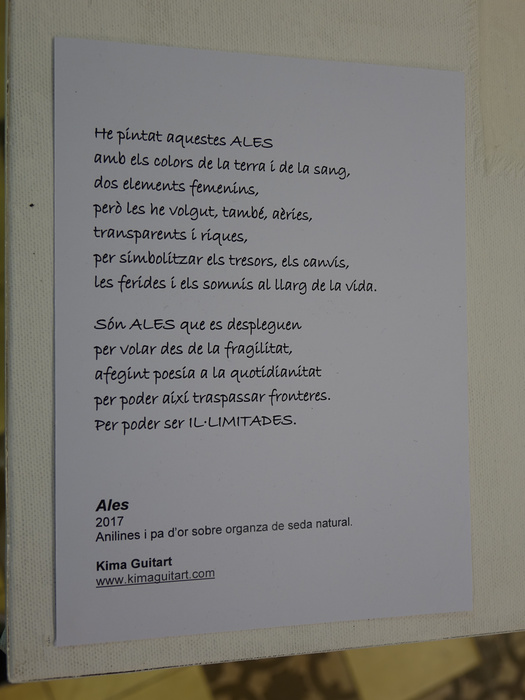 He pintat aquestes ALES
amb els colors de la terra i de la sang,
dos elements femenins,
però les he volgut, també, aèries,
transparents i riques,
per simbolitzar els tresors, els canvis,
les ferides i els somnis al llarg de la vida.
Són ALES que es despleguen
per volar des de la fragilitat,
afegint poesia a la quotidianitat
per poder així traspassar fronteres.
Per poder ser IL·LIMITADES.
Ales
2017
Anilines i pa d'or sobre organza de seda natural.
Kima Guitart
www.kimaguitart.com